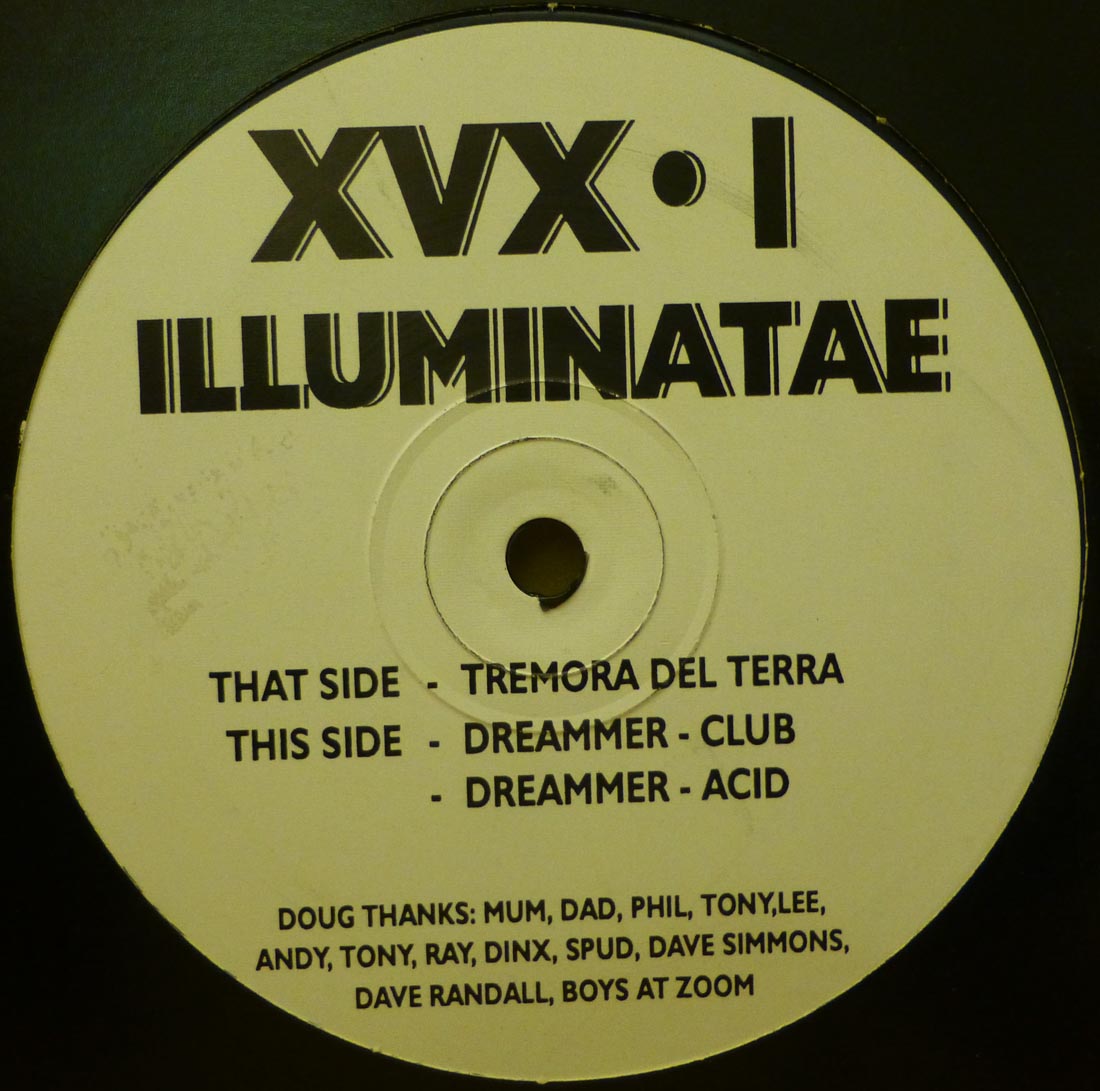 XVX • I
ILLUMINATAE
THAT SIDE - TREMORA DEL TERRA
THIS SIDE - DREAMMER - CLUB
- DREAMMER - ACID
DOUG THANKS: MUM, DAD, PHIL, TONY,LEE,
ANDY, TONY, RAY, DINX, SPUD, DAVE SIMMONS,
DAVE RANDALL, BOYS AT ZOOM